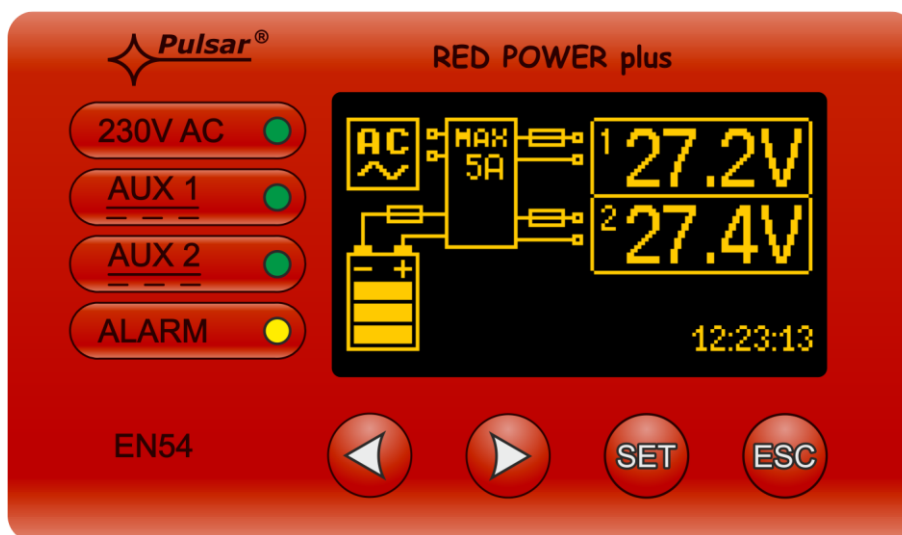 Pulsar®
RED POWER plus
230V AC
AUX 1
AUX 2
ALARM
AC
MAX
5A
1 27.2V
2 27.4V
- +
12:23:13
EN54
SET
ESC